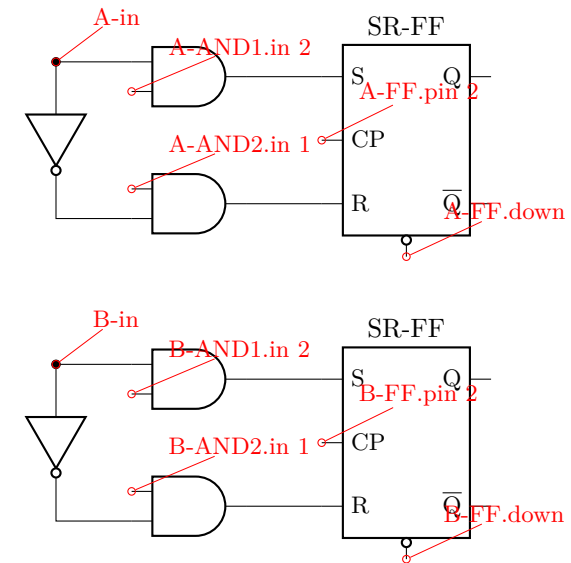 A-in
SR-FF
A-AND1.in 2
S
Q
A-FF.pin 2
CP
A-AND2.in 1
R
Q
A-FF.down
B-in
SR-FF
B-AND1.in 2
S
Q
B-FF.pin 2
CP
B-AND2.in 1
R
Q
B-FF.down